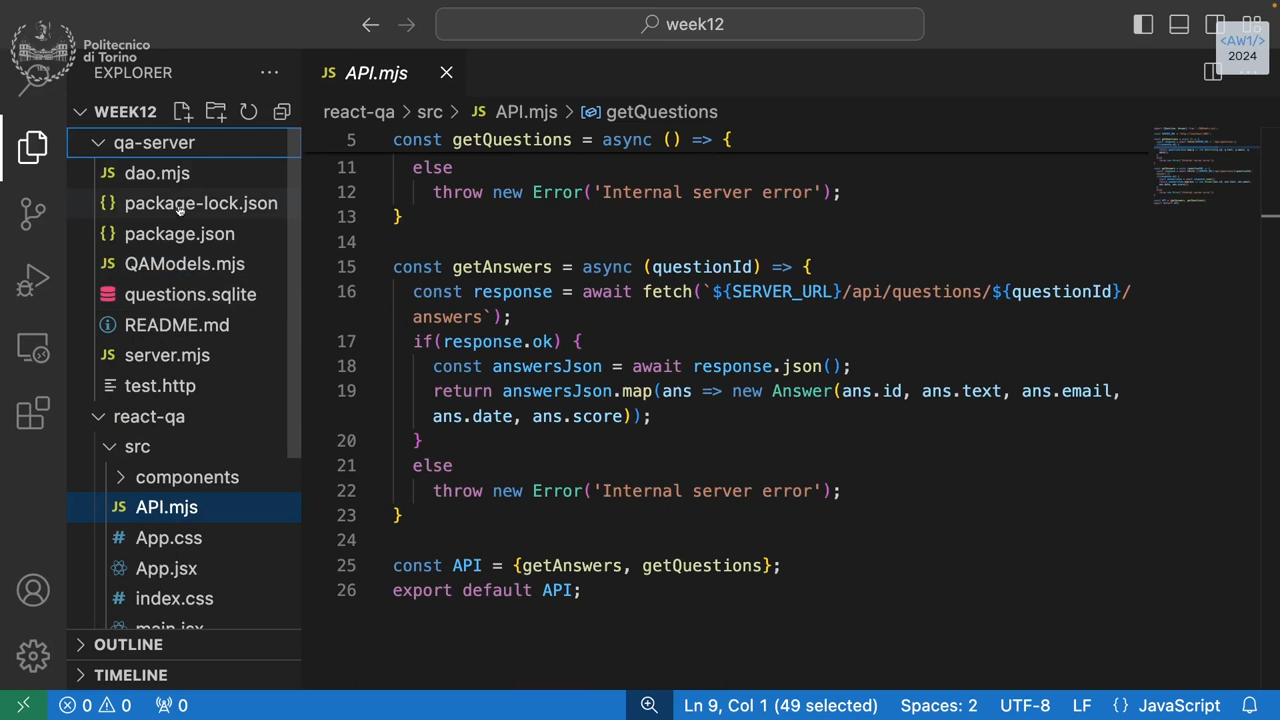 week12
Politecnico
di Torino
<AW1/>
2024
EXPLORER
JS API.mjs
WEEK12
react-qa > src > JS API.mjs > getQuestions
qa-server
dao.mjs
{} package-lock.json
{} package.json
JS QAModels.mjs
questions.sqlite
README.md
JS server.mjs
test.http
react-qa
src
components
JS API.mjs
# App.css
App.jsx
# index.css
main.jsx
OUTLINE
TIMELINE
5 const getQuestions = async () => {
11 else
12 throw new Error('Internal server error');
13 }
14
15 const getAnswers = async (questionId) => {
16 const response = await fetch(`${SERVER_URL}/api/questions/${questionId}/
answers`);
17 if(response.ok) {
18 const answersJson = await response.json();
19 return answersJson.map(ans => new Answer(ans.id, ans.text, ans.email,
ans.date, ans.score));
20 }
21 else
22 throw new Error('Internal server error');
23 }
24
25 const API = {getAnswers, getQuestions};
26 export default API;
0 0 0 Ln 9, Col 1 (49 selected) Spaces: 2 UTF-8 LF {} JavaScript